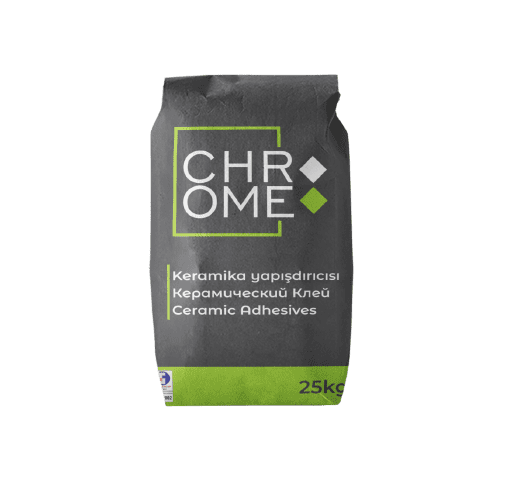 CHR
OME
Keramika yapışdırıcısı
Керамический Клей
Ceramic Adhesives
25kg